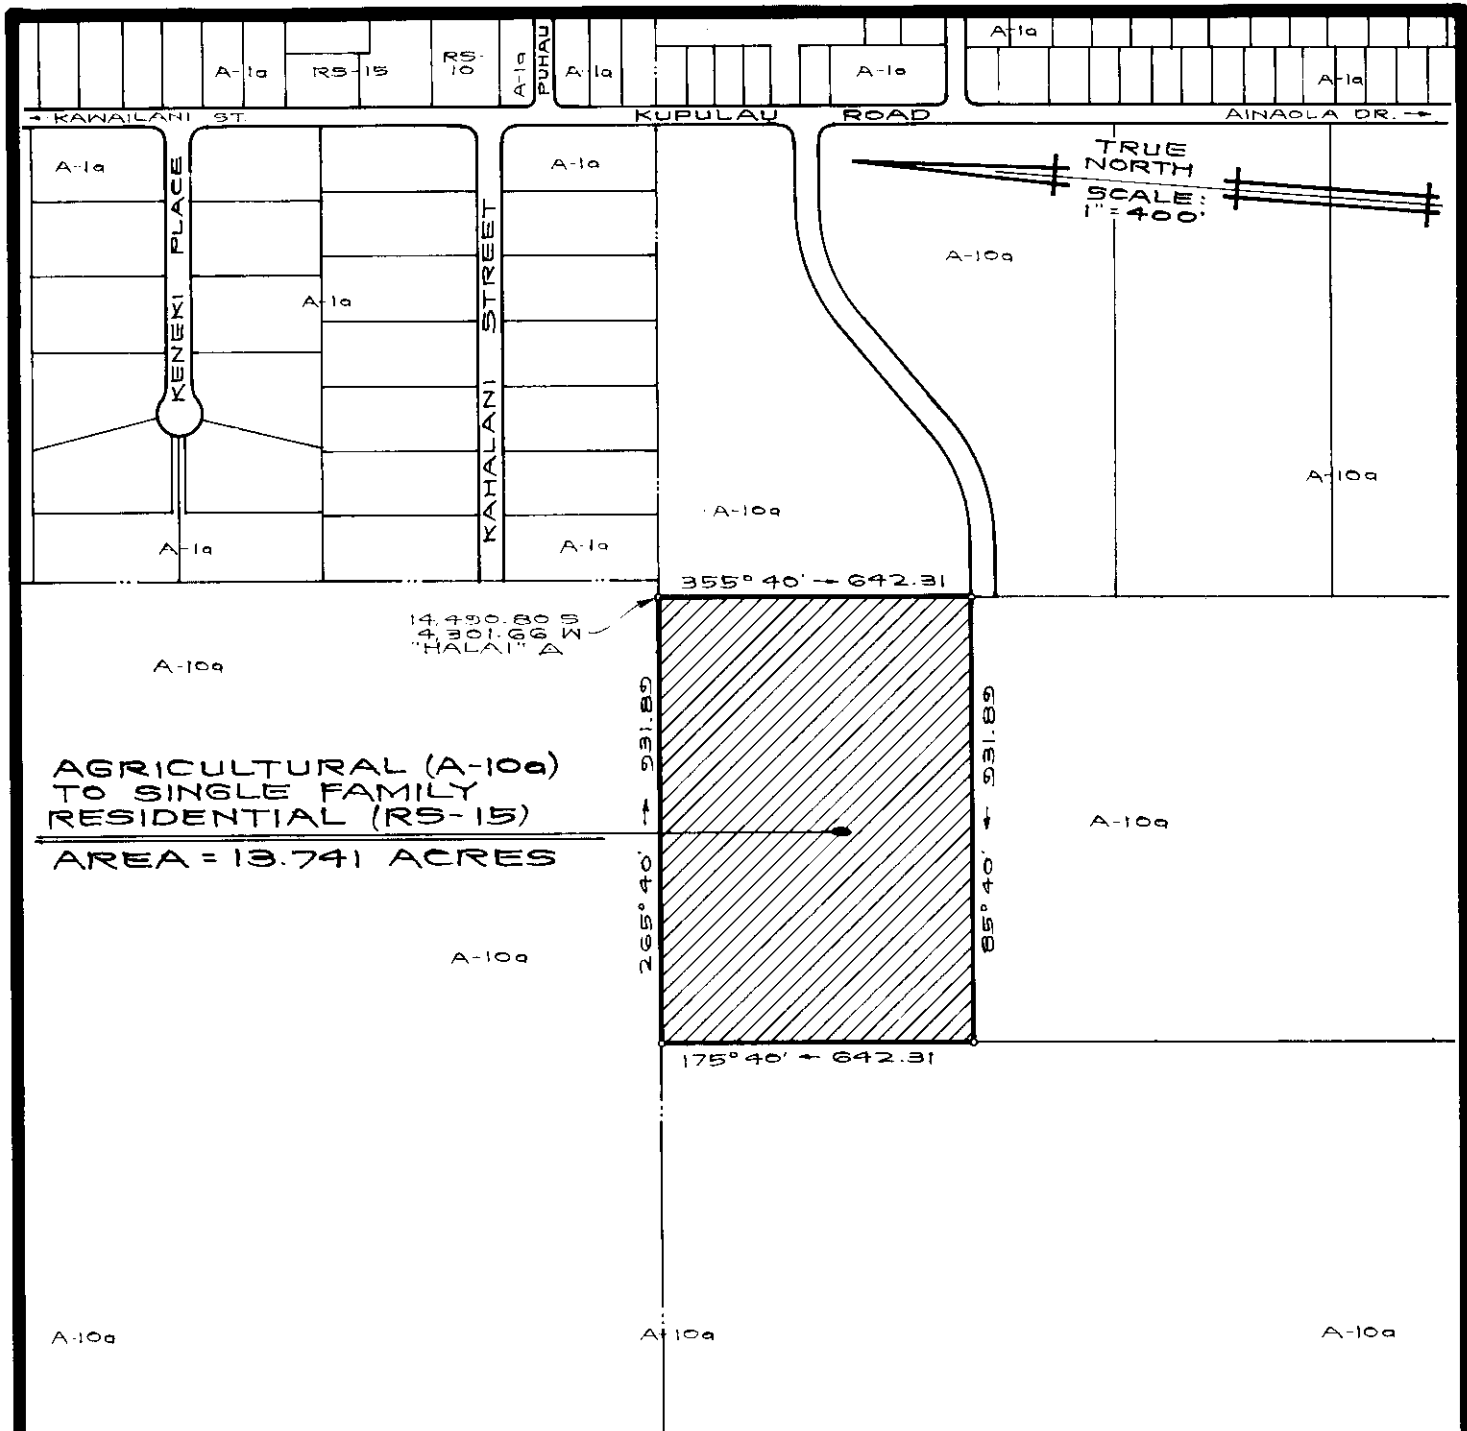 A-1a
RS-15
RS-
10
A-1a
PUHAU
A-1a
A-1a
A-1a
A-1a
← KAWAILANI ST.
KUPULAU ROAD
AINAOLA DR. →
A-1a
KENEKI PLACE
A-1a
KAHALANI STREET
A-1a
TRUE
NORTH
SCALE:
1" = 400'
A-10a
A-10a
A-10a
A-1a
A-1a
355° 40' → 642.31
14,490.80 S
4,301.66 W
"HALAI" △
A-10a
265° 40' → 931.89
85° 40' ← 931.89
AGRICULTURAL (A-10a)
TO SINGLE FAMILY
RESIDENTIAL (RS-15)
AREA = 13.741 ACRES
A-10a
A-10a
175° 40' ← 642.31
A-10a
A-10a
A-10a